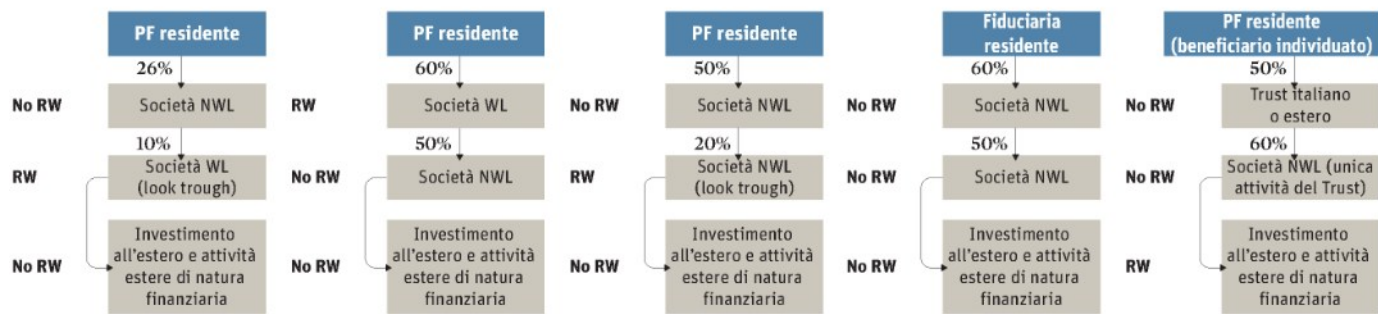 PF residente
26%
No RW
Società NWL
10%
RW
Società WL
(look trough)
No RW
Investimento
all'estero e attività
estere di natura
finanziaria
PF residente
60%
RW
Società WL
50%
No RW
Società NWL
No RW
Investimento
all'estero e attività
estere di natura
finanziaria
PF residente
50%
No RW
Società NWL
20%
RW
Società NWL
(look trough)
No RW
Investimento
all'estero e attività
estere di natura
finanziaria
Fiduciaria
residente
60%
No RW
Società NWL
50%
No RW
Società NWL
No RW
Investimento
all'estero e attività
estere di natura
finanziaria
PF residente
(beneficiario individuato)
50%
No RW
Trust italiano
o estero
60%
No RW
Società NWL (unica
attività del Trust)
RW
Investimento
all'estero e attività
estere di natura
finanziaria